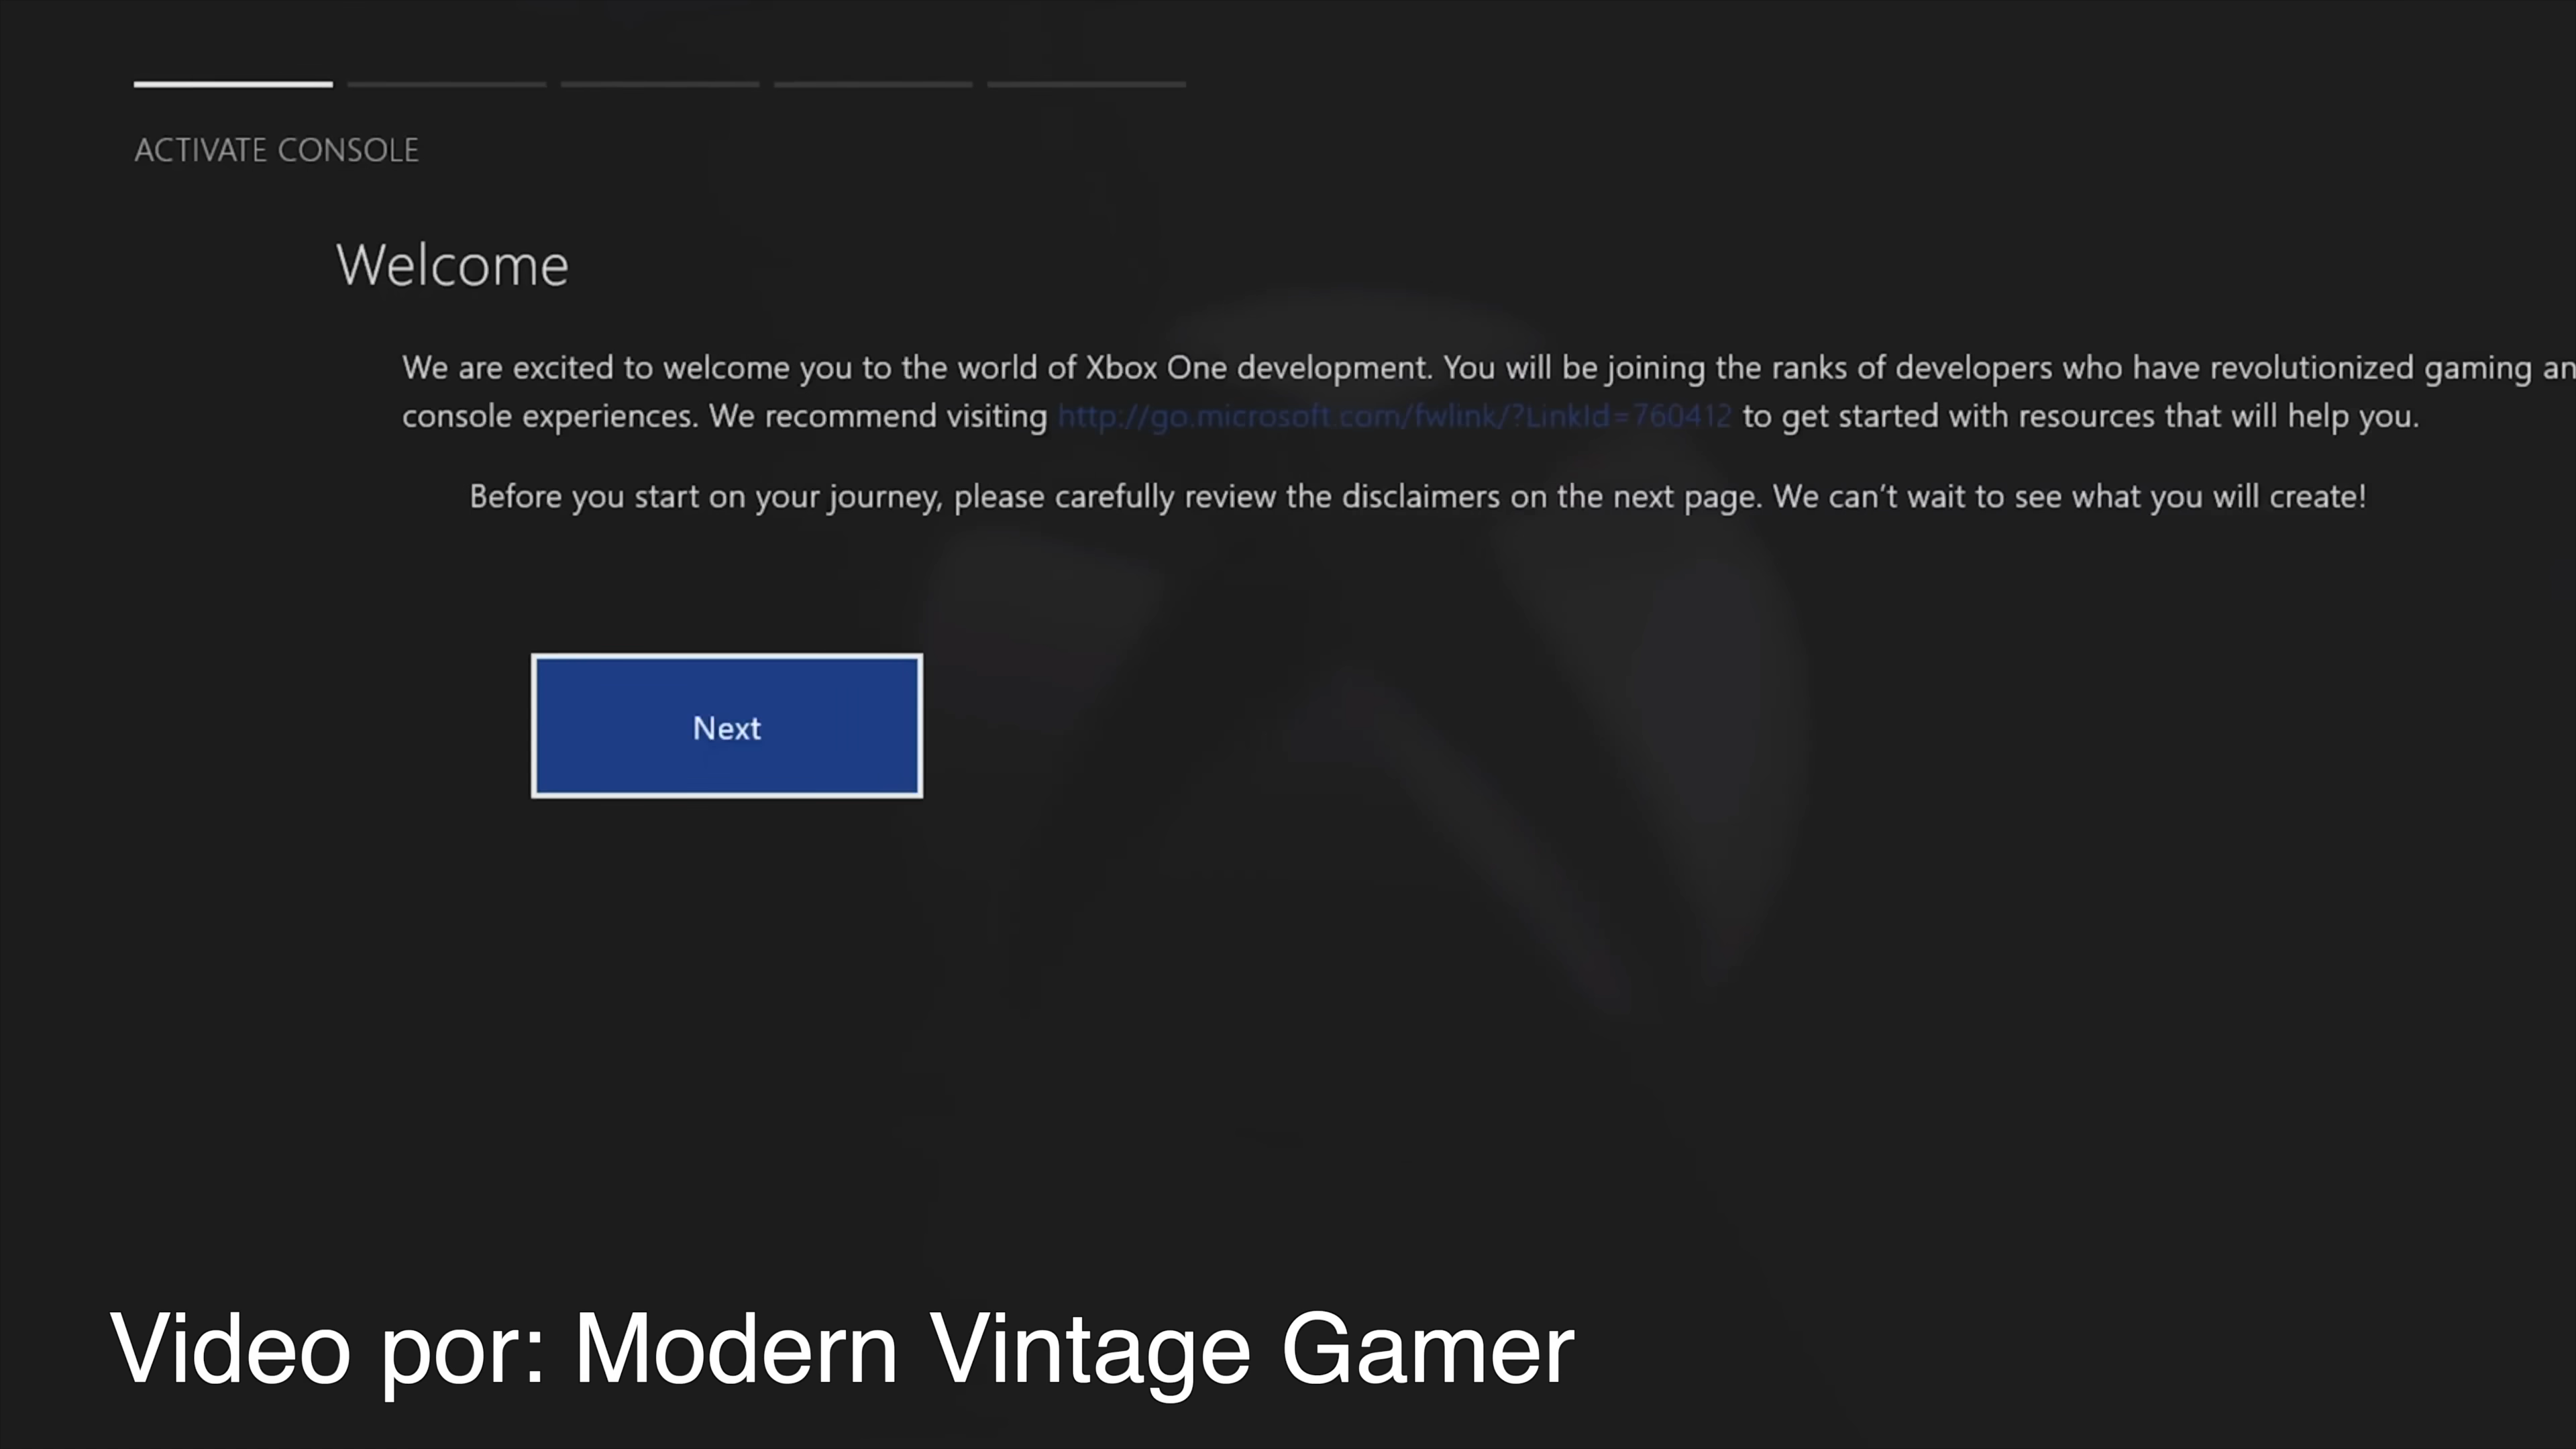 ACTIVATE CONSOLE
Welcome
We are excited to welcome you to the world of Xbox One development. You will be joining the ranks of developers who have revolutionized gaming an
console experiences. We recommend visiting http://go.microsoft.com/fwlink/?LinkId=760412 to get started with resources that will help you.
Before you start on your journey, please carefully review the disclaimers on the next page. We can’t wait to see what you will create!
Next
Video por: Modern Vintage Gamer